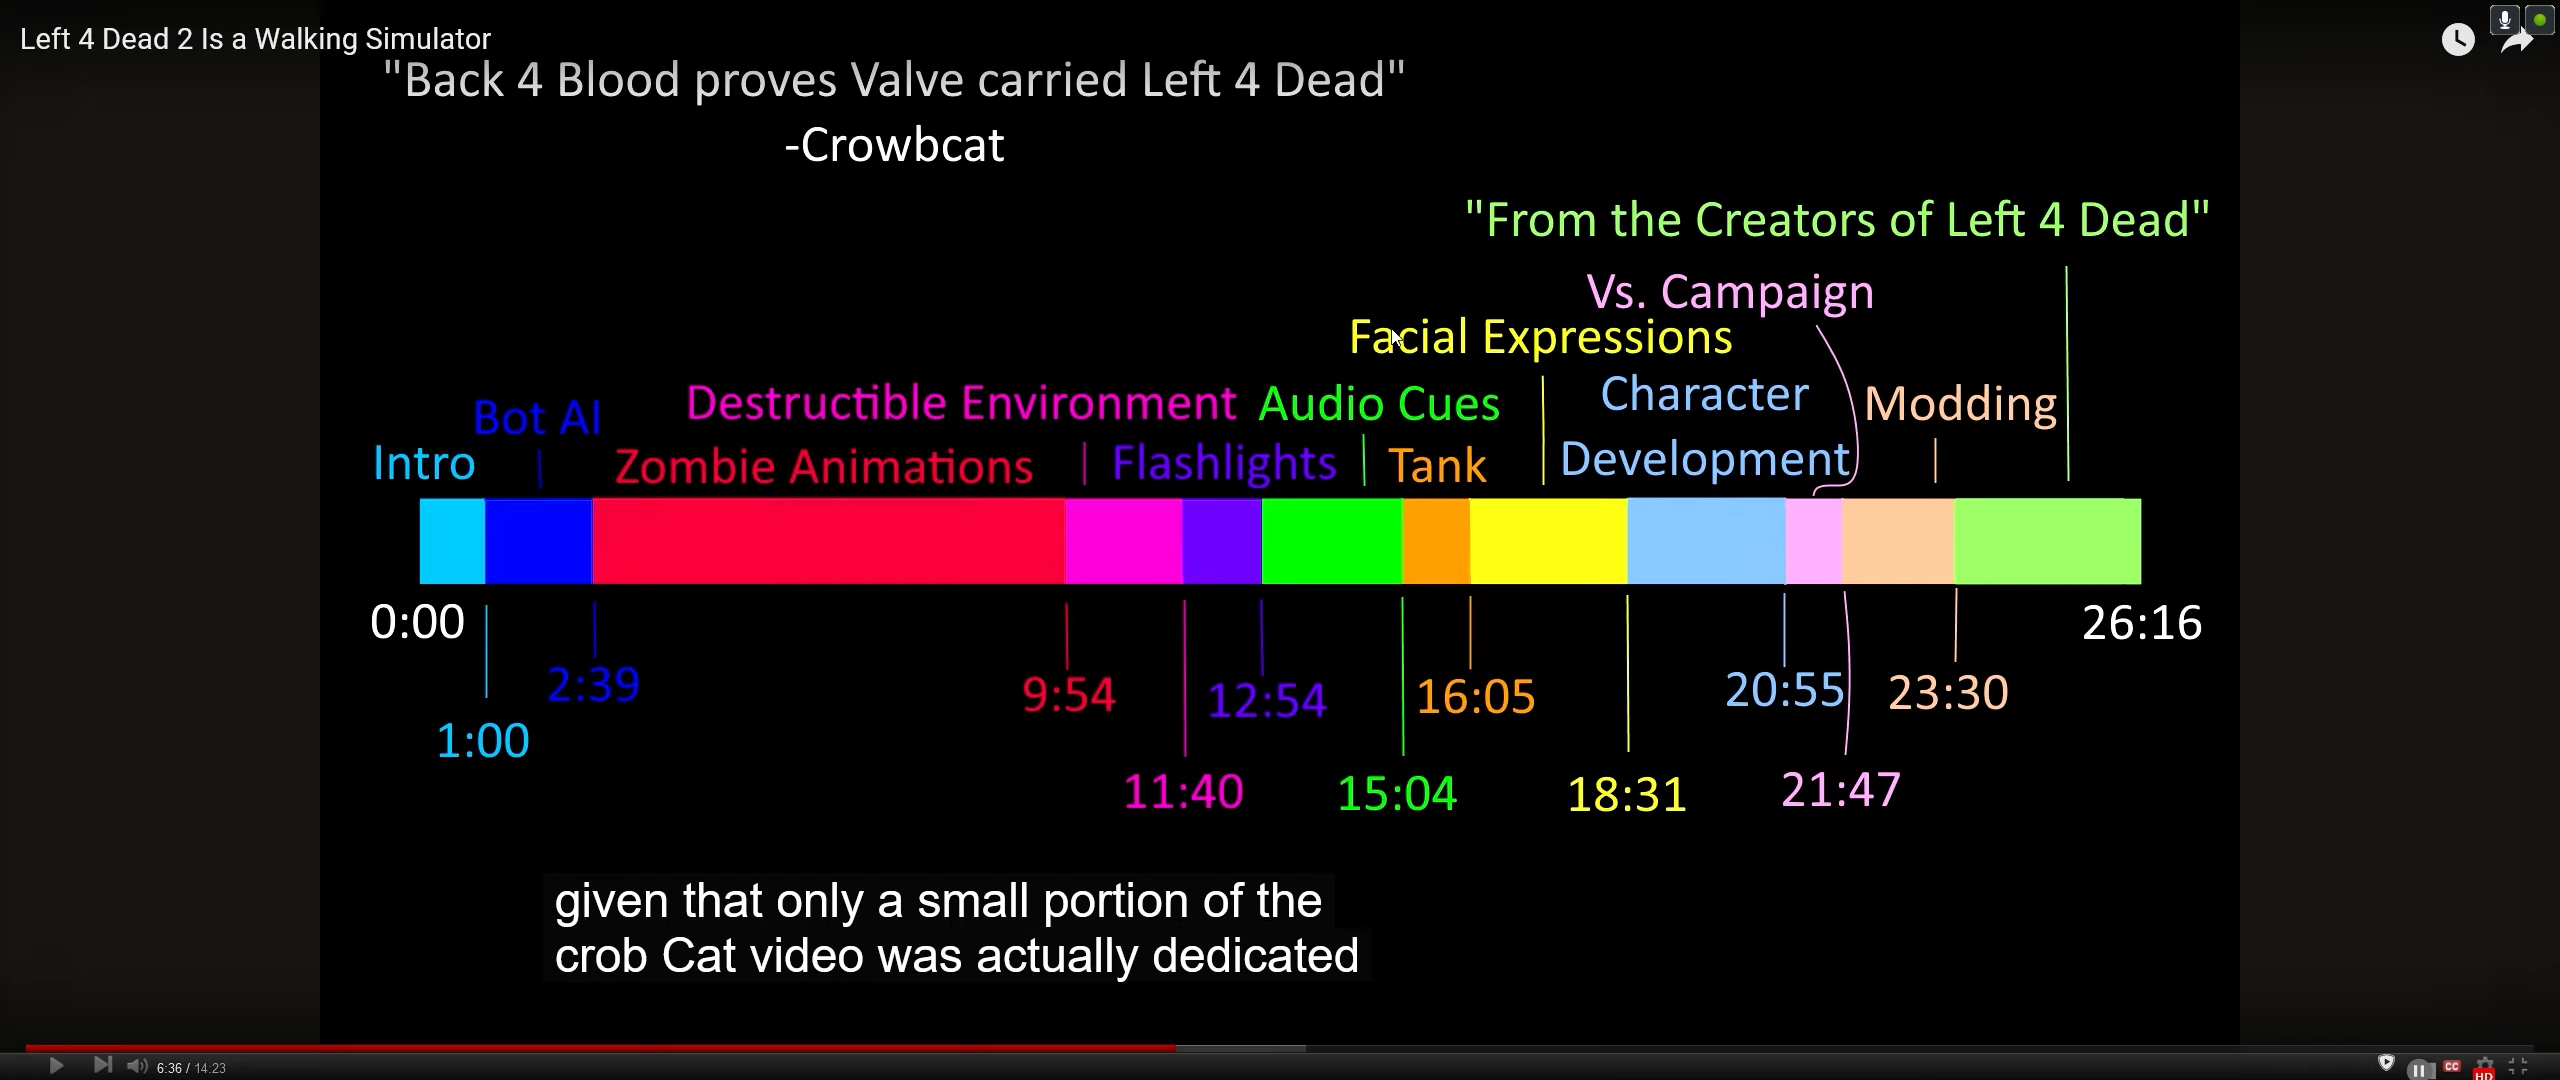 Left 4 Dead 2 Is a Walking Simulator
"Back 4 Blood proves Valve carried Left 4 Dead"
-Crowbcat
"From the Creators of Left 4 Dead"
Vs. Campaign
Facial Expressions
Destructible Environment
Audio Cues
Character
Development
Modding
Bot AI
Intro
Zombie Animations
Flashlights
Tank
0:00
26:16
2:39
9:54
12:54
16:05
20:55
23:30
1:00
11:40
15:04
18:31
21:47
given that only a small portion of the
crob Cat video was actually dedicated
6:36 / 14:23
CC
HD